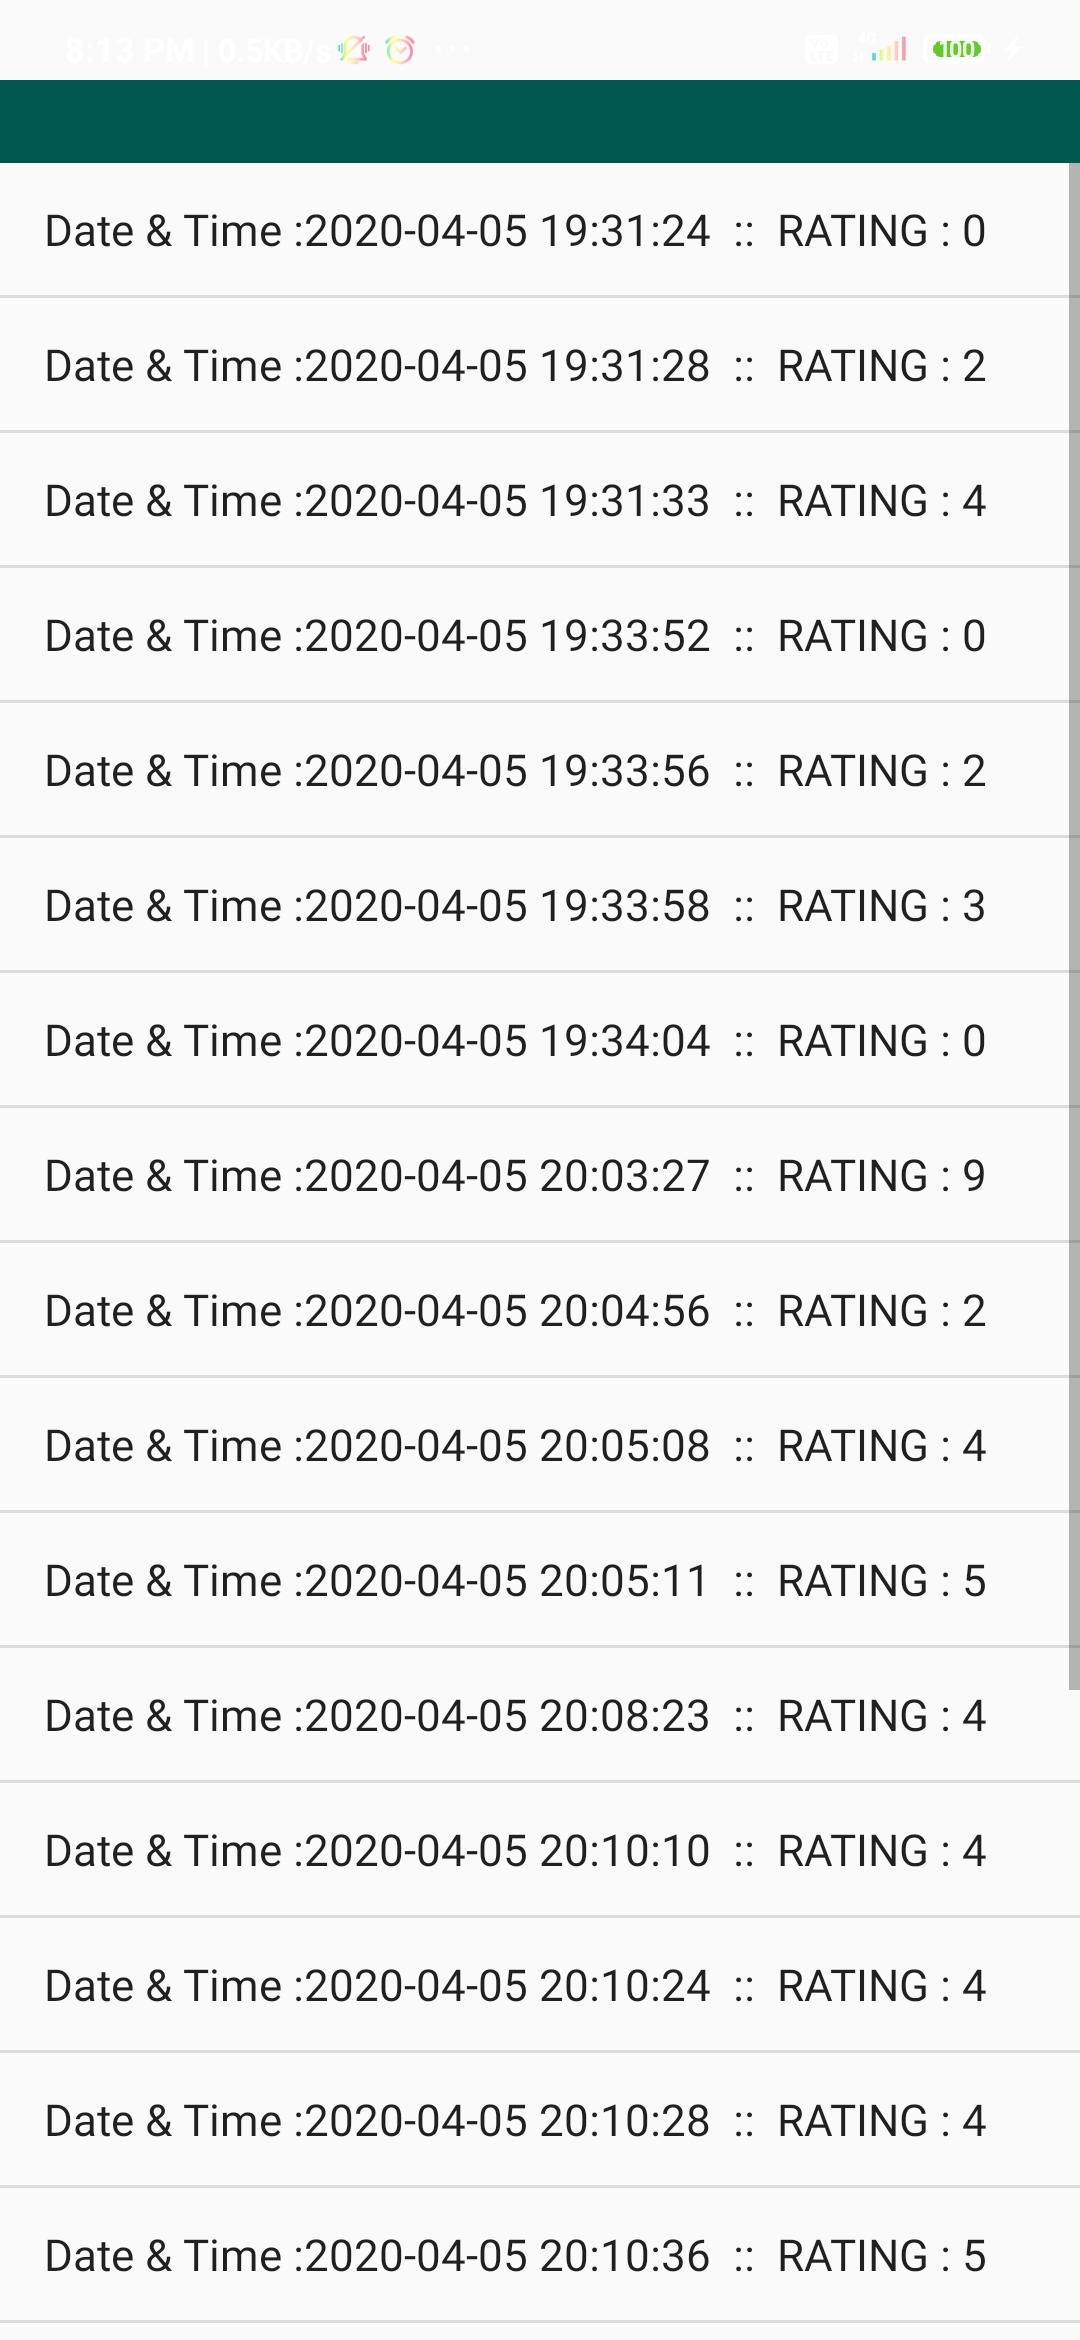 8:13 PM | 0.5KB/s ...
4G
100
Date & Time :2020-04-05 19:31:24  ::  RATING : 0
Date & Time :2020-04-05 19:31:28  ::  RATING : 2
Date & Time :2020-04-05 19:31:33  ::  RATING : 4
Date & Time :2020-04-05 19:33:52  ::  RATING : 0
Date & Time :2020-04-05 19:33:56  ::  RATING : 2
Date & Time :2020-04-05 19:33:58  ::  RATING : 3
Date & Time :2020-04-05 19:34:04  ::  RATING : 0
Date & Time :2020-04-05 20:03:27  ::  RATING : 9
Date & Time :2020-04-05 20:04:56  ::  RATING : 2
Date & Time :2020-04-05 20:05:08  ::  RATING : 4
Date & Time :2020-04-05 20:05:11  ::  RATING : 5
Date & Time :2020-04-05 20:08:23  ::  RATING : 4
Date & Time :2020-04-05 20:10:10  ::  RATING : 4
Date & Time :2020-04-05 20:10:24  ::  RATING : 4
Date & Time :2020-04-05 20:10:28  ::  RATING : 4
Date & Time :2020-04-05 20:10:36  ::  RATING : 5